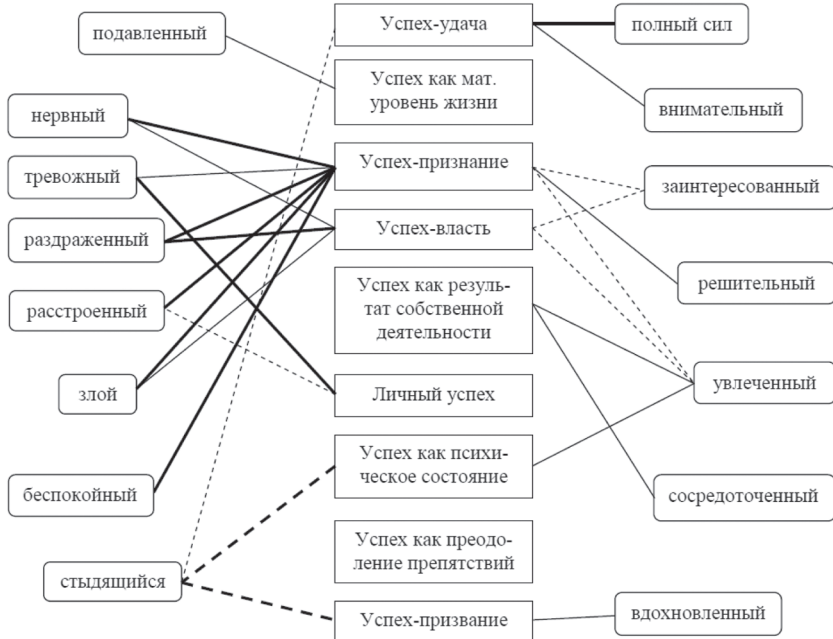 подавленный
нервный
тревожный
раздраженный
расстроенный
злой
беспокойный
стыдящийся
Успех-удача
Успех как мат.
уровень жизни
Успех-признание
Успех-власть
Успех как резуль-
тат собственной
деятельности
Личный успех
Успех как психи-
ческое состояние
Успех как преодо-
ление препятствий
Успех-призвание
полный сил
внимательный
заинтересованный
решительный
увлеченный
сосредоточенный
вдохновленный